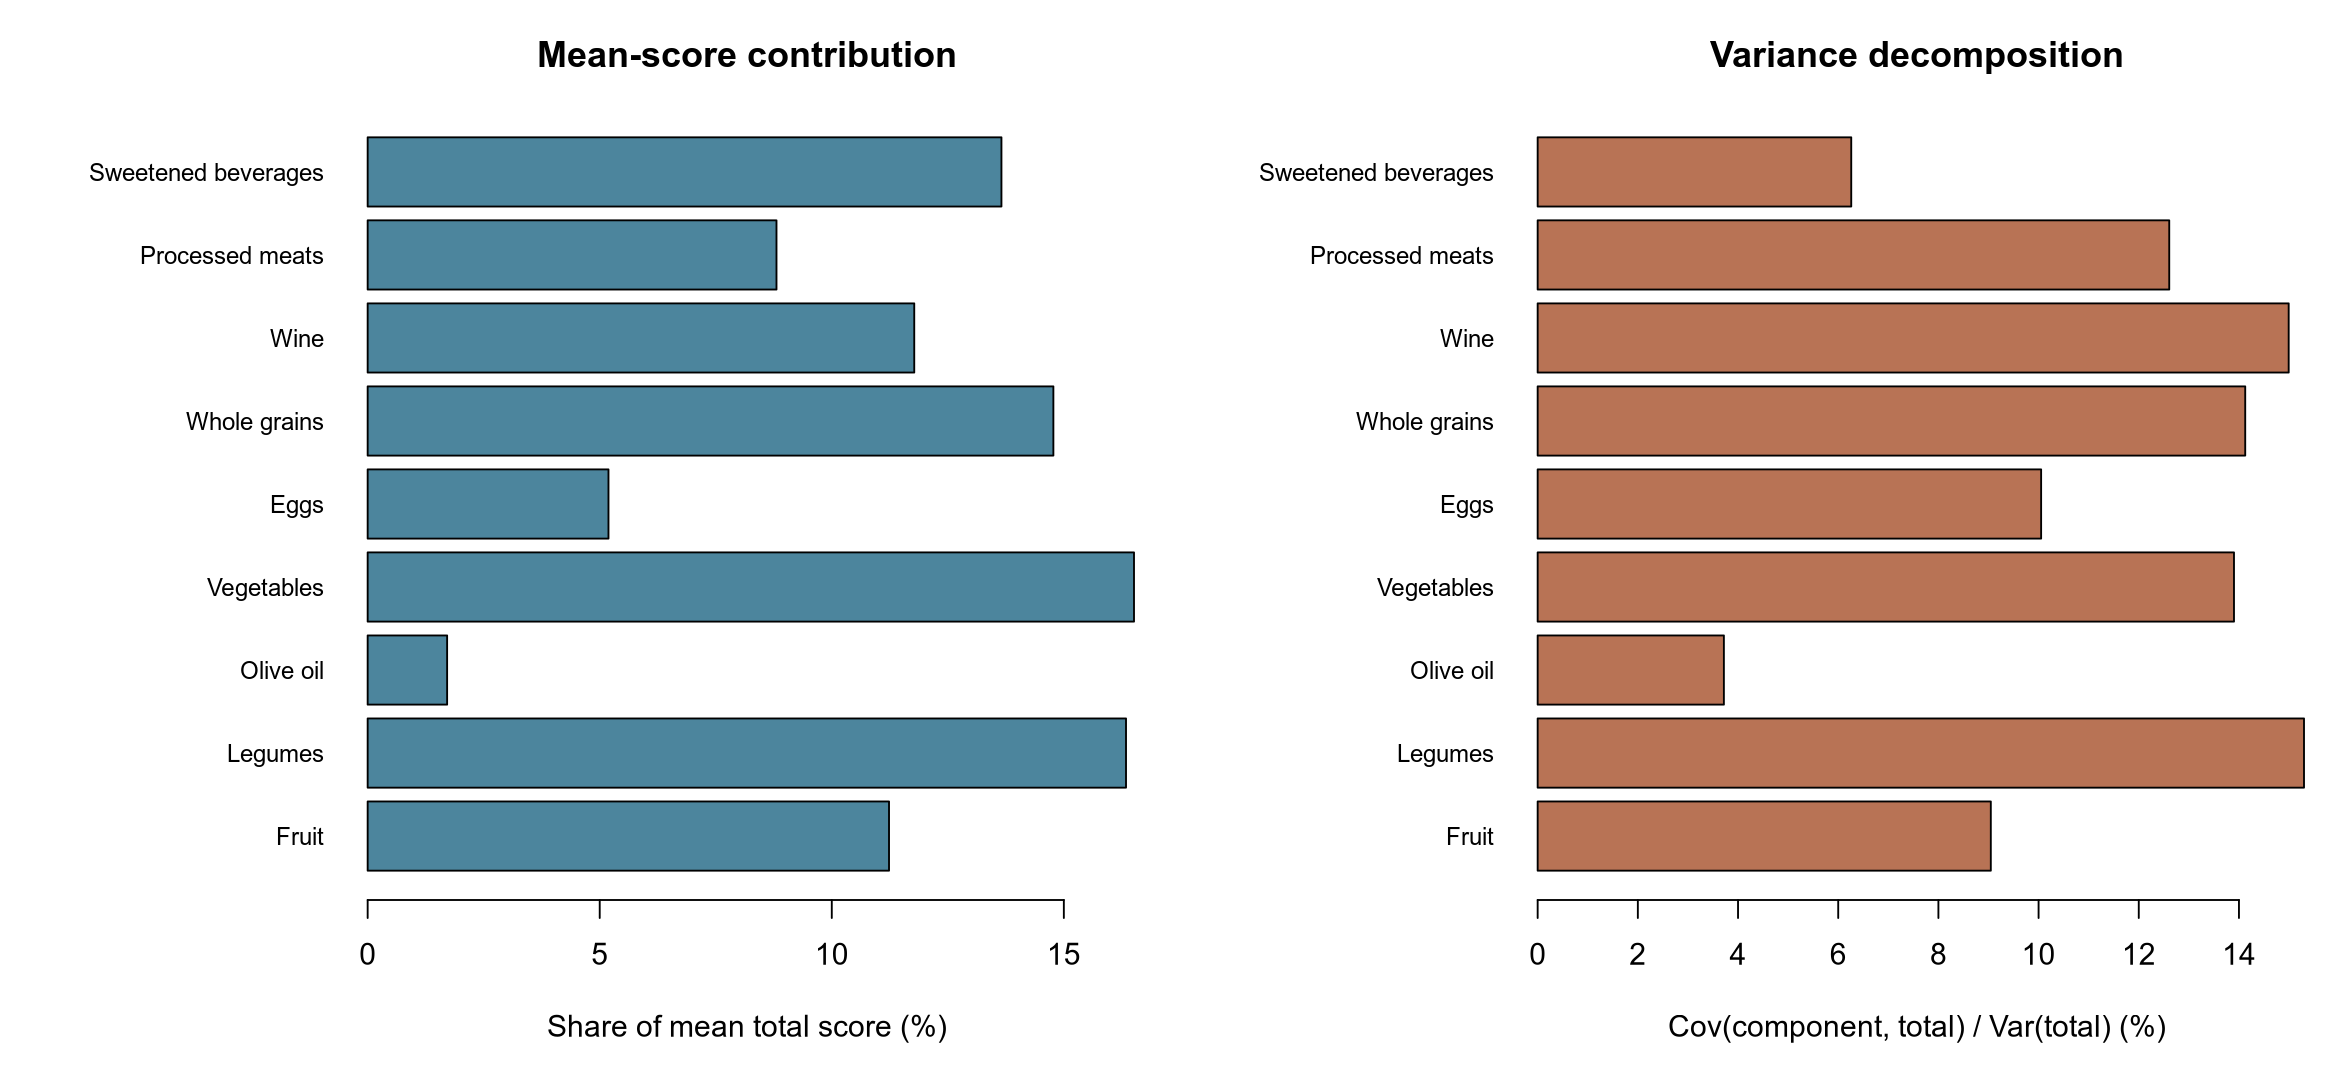 Mean-score contribution
Sweetened beverages
Processed meats
Wine
Whole grains
Eggs
Vegetables
Olive oil
Legumes
Fruit
0 5 10 15
Share of mean total score (%)
Variance decomposition
Sweetened beverages
Processed meats
Wine
Whole grains
Eggs
Vegetables
Olive oil
Legumes
Fruit
0 2 4 6 8 10 12 14
Cov(component, total) / Var(total) (%)